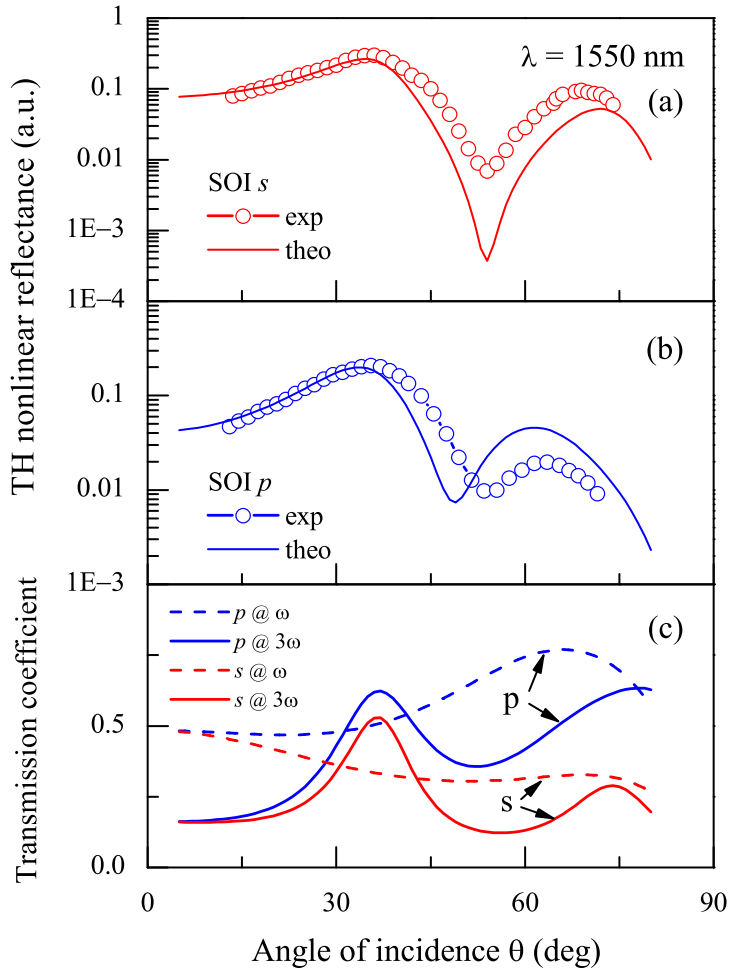 1
0.1
0.01
1E−3
1E−4
TH nonlinear reflectance (a.u.)
λ = 1550 nm
(a)
SOI s
exp
theo
0.1
0.01
1E−3
(b)
SOI p
exp
theo
Transmission coefficient
0.5
0.0
p @ ω
p @ 3ω
s @ ω
s @ 3ω
(c)
p
s
0
30
60
90
Angle of incidence θ (deg)